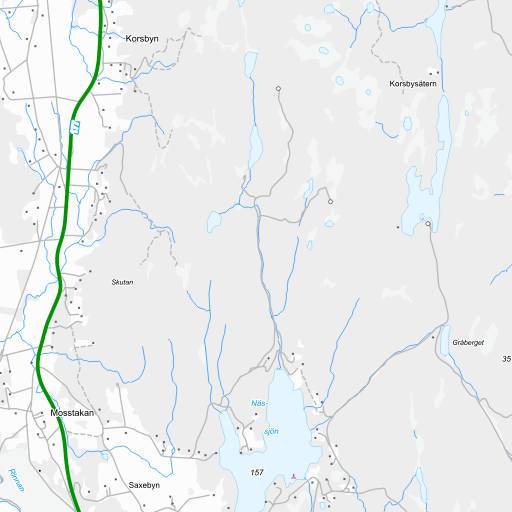 Korsbyn
Korsbysätern
Skutan
Gråberget
35
Näs-
sjön
Mosstakan
157
Rinnan
Saxebyn